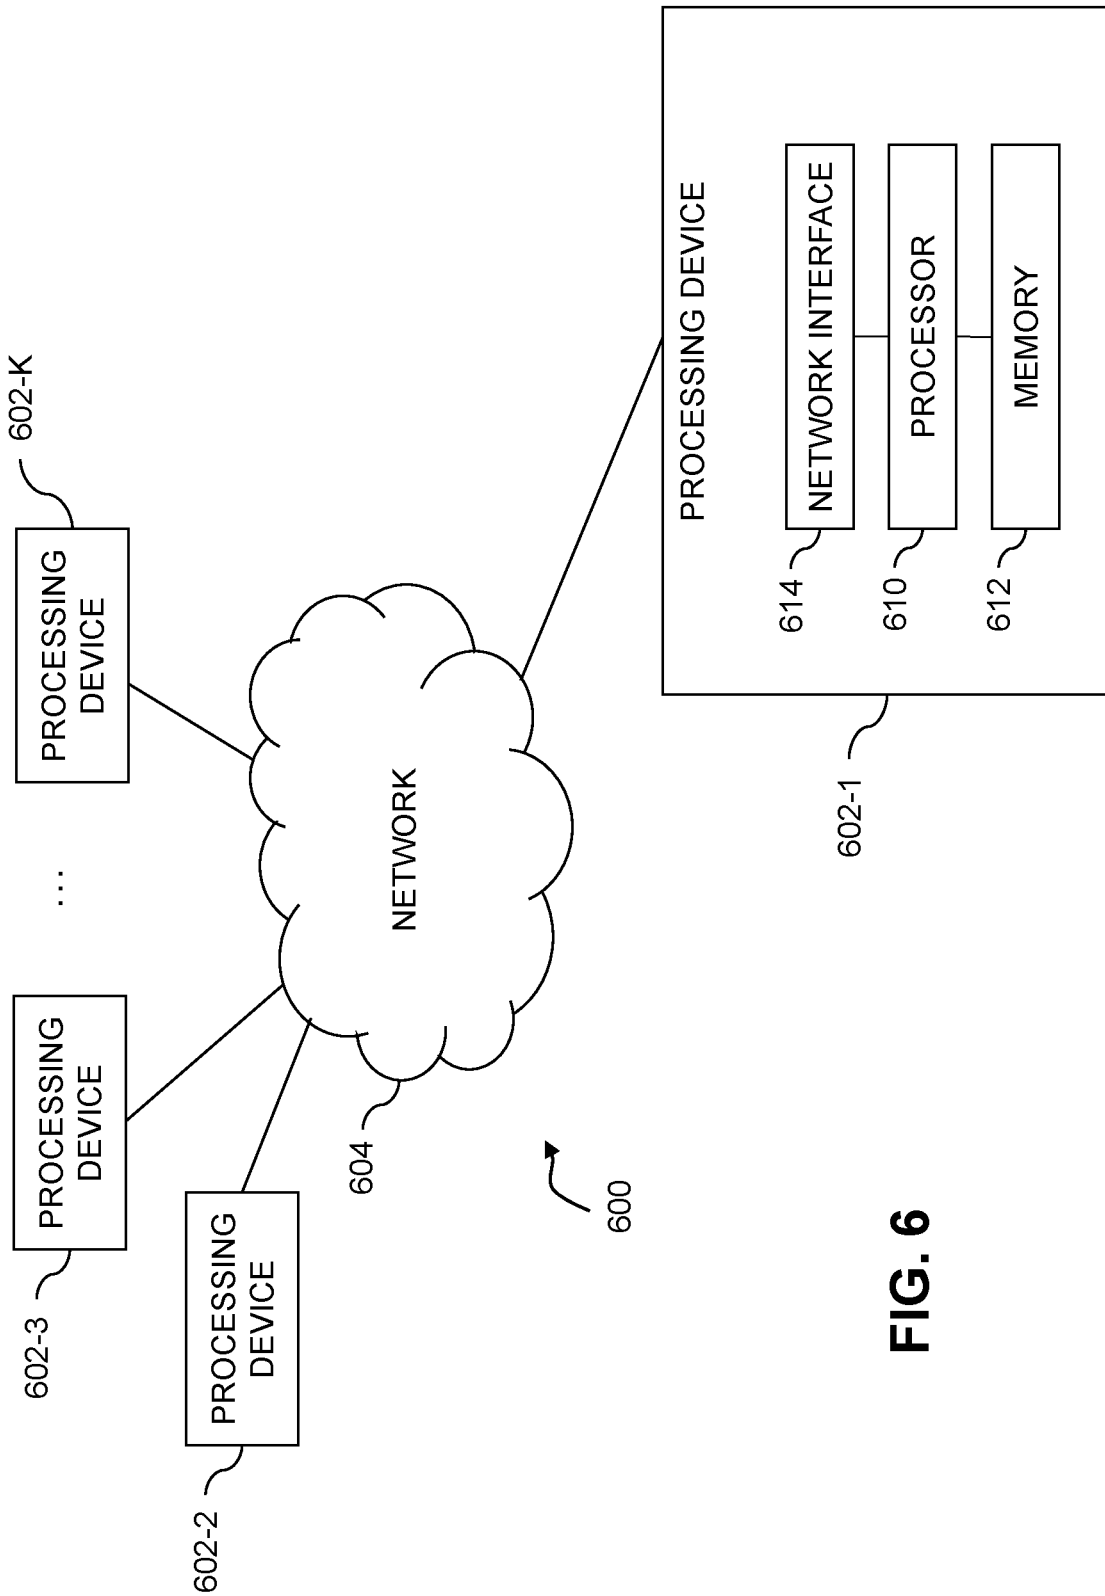 602-2
PROCESSING
DEVICE
602-3
PROCESSING
DEVICE
...
602-K
PROCESSING
DEVICE
604
NETWORK
600
602-1
PROCESSING DEVICE
614
NETWORK INTERFACE
610
PROCESSOR
612
MEMORY
FIG. 6